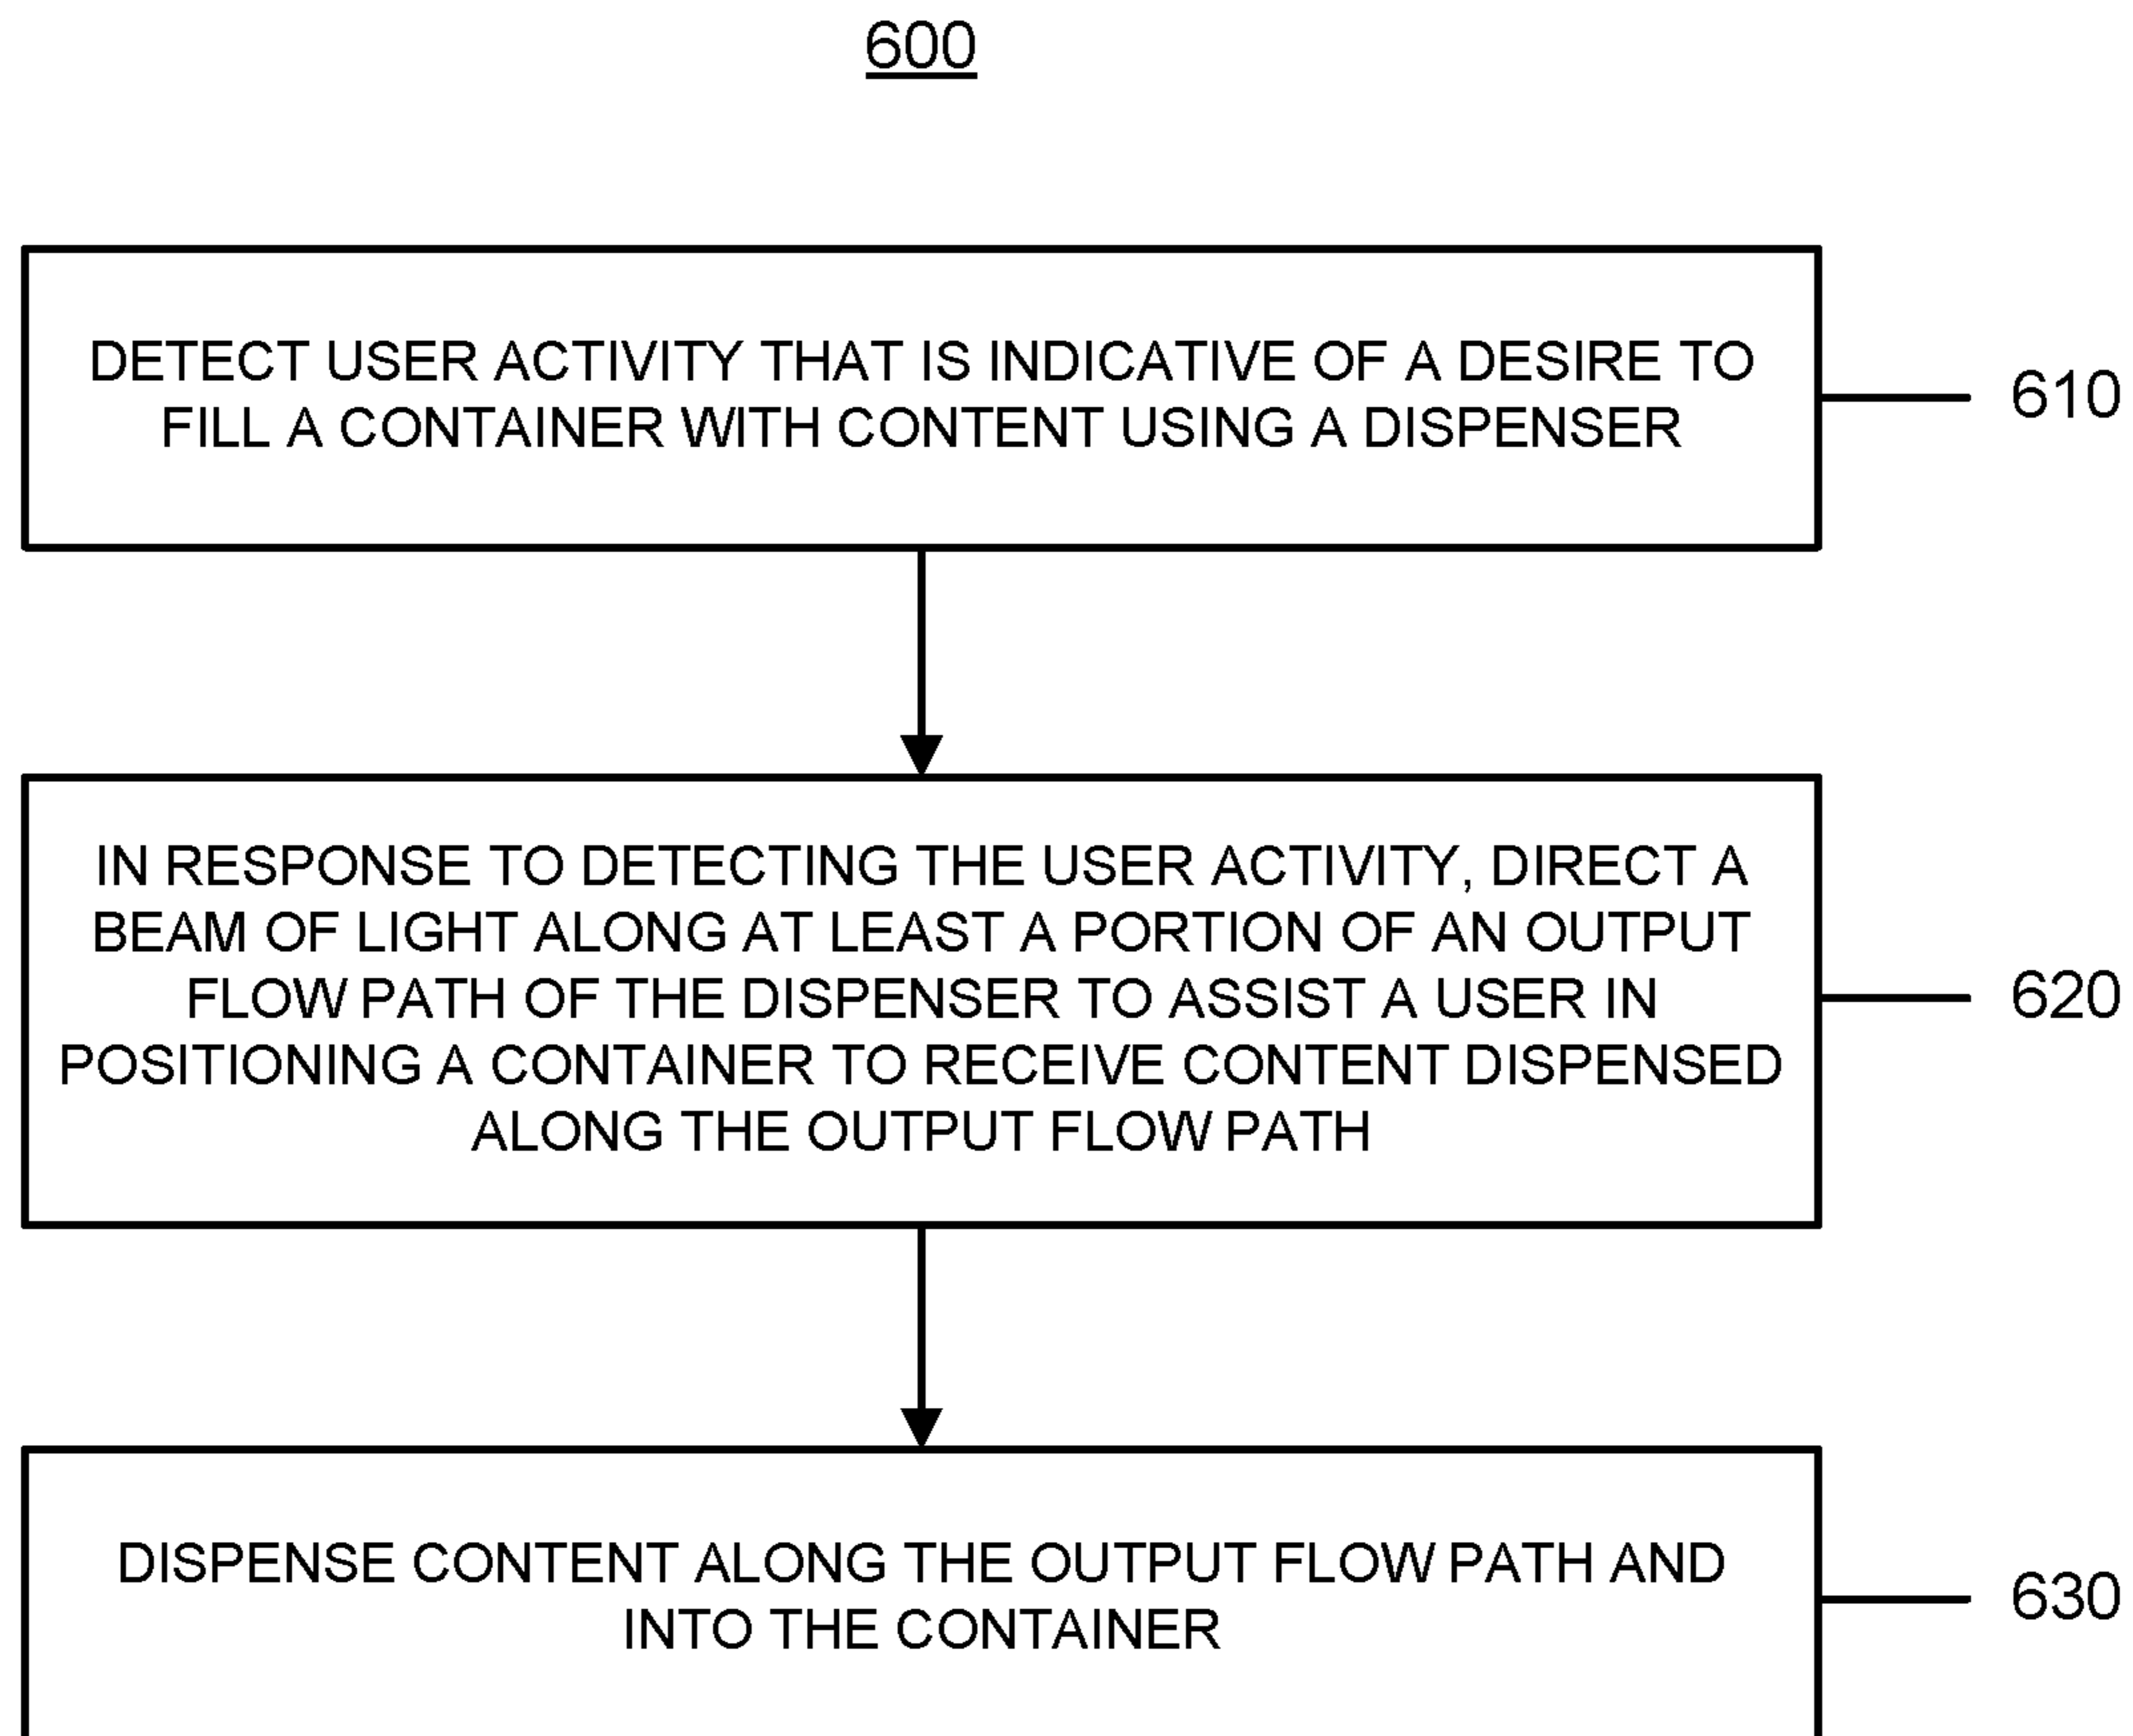 600
DETECT USER ACTIVITY THAT IS INDICATIVE OF A DESIRE TO
FILL A CONTAINER WITH CONTENT USING A DISPENSER
610
IN RESPONSE TO DETECTING THE USER ACTIVITY, DIRECT A
BEAM OF LIGHT ALONG AT LEAST A PORTION OF AN OUTPUT
FLOW PATH OF THE DISPENSER TO ASSIST A USER IN
POSITIONING A CONTAINER TO RECEIVE CONTENT DISPENSED
ALONG THE OUTPUT FLOW PATH
620
DISPENSE CONTENT ALONG THE OUTPUT FLOW PATH AND
INTO THE CONTAINER
630